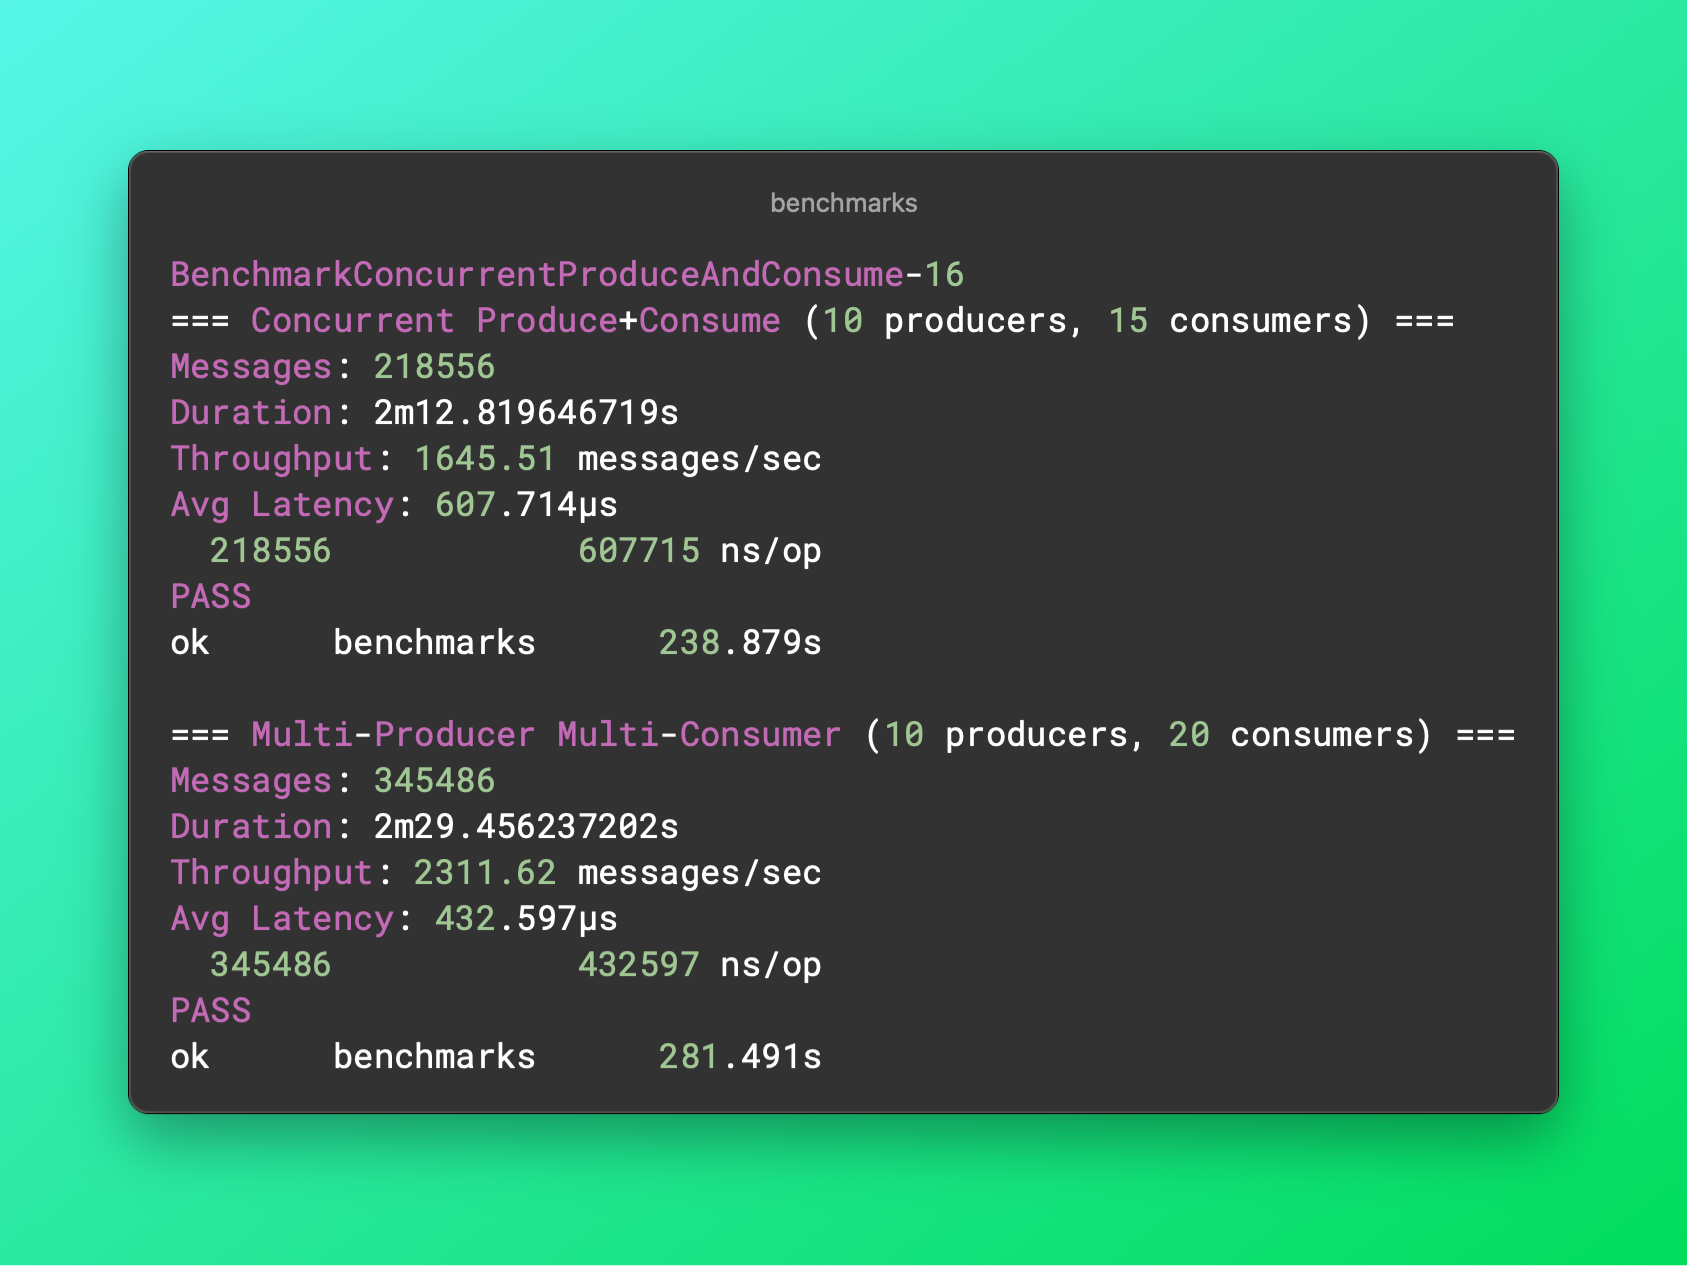 benchmarks
BenchmarkConcurrentProduceAndConsume-16
=== Concurrent Produce+Consume (10 producers, 15 consumers) ===
Messages: 218556
Duration: 2m12.819646719s
Throughput: 1645.51 messages/sec
Avg Latency: 607.714µs
  218556            607715 ns/op
PASS
ok      benchmarks      238.879s

=== Multi-Producer Multi-Consumer (10 producers, 20 consumers) ===
Messages: 345486
Duration: 2m29.456237202s
Throughput: 2311.62 messages/sec
Avg Latency: 432.597µs
  345486            432597 ns/op
PASS
ok      benchmarks      281.491s